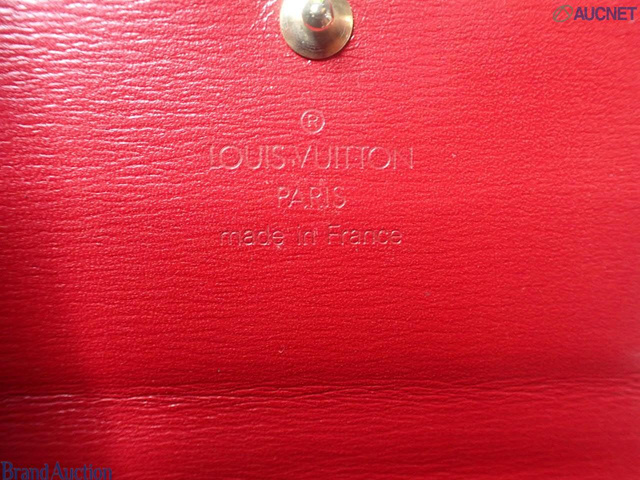 AUCNET
®
LOUIS VUITTON
PARIS
made in France
Brand Auction